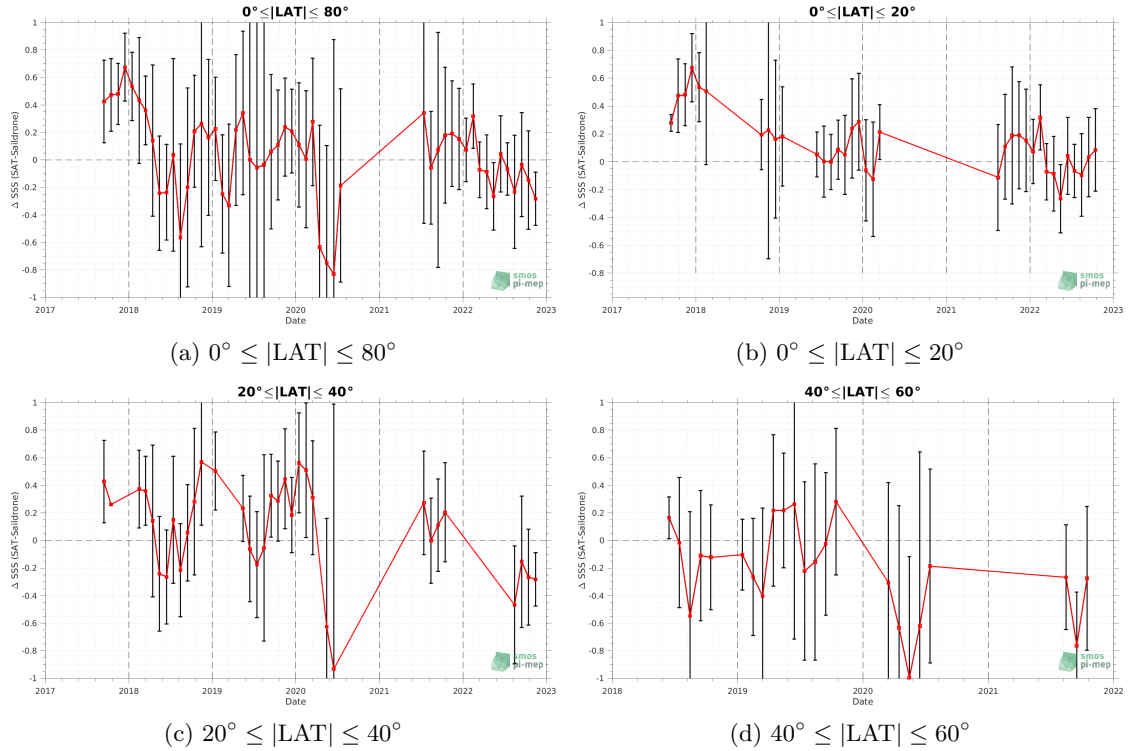 0°≤|LAT|≤ 80°
Δ SSS (SAT-Saildrone)
1
0.8
0.6
0.4
0.2
0
-0.2
-0.4
-0.6
-0.8
-1
2017 2018 2019 2020 2021 2022 2023
Date
smos
pi-mep
(a) 0° ≤ |LAT| ≤ 80°
0°≤|LAT|≤ 20°
Δ SSS (SAT-Saildrone)
1
0.8
0.6
0.4
0.2
0
-0.2
-0.4
-0.6
-0.8
2017 2018 2019 2020 2021 2022 2023
Date
smos
pi-mep
(b) 0° ≤ |LAT| ≤ 20°
20°≤|LAT|≤ 40°
Δ SSS (SAT-Saildrone)
1
0.8
0.6
0.4
0.2
0
-0.2
-0.4
-0.6
-0.8
-1
2017 2018 2019 2020 2021 2022 2023
Date
smos
pi-mep
(c) 20° ≤ |LAT| ≤ 40°
40°≤|LAT|≤ 60°
Δ SSS (SAT-Saildrone)
1
0.8
0.6
0.4
0.2
0
-0.2
-0.4
-0.6
-0.8
-1
2018 2019 2020 2021 2022
Date
smos
pi-mep
(d) 40° ≤ |LAT| ≤ 60°